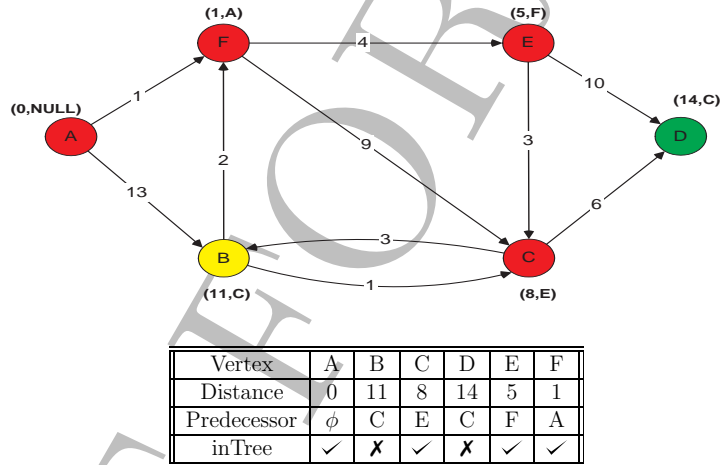 (1,A)
(5,F)
F
4
E
1
10
(0,NULL)
(14,C)
A
2
9
3
D
13
6
3
B
C
1
(11,C)
(8,E)
Vertex A B C D E F
Distance 0 11 8 14 5 1
Predecessor ϕ C E C F A
inTree ✓ ✗ ✓ ✗ ✓ ✓
T FOR